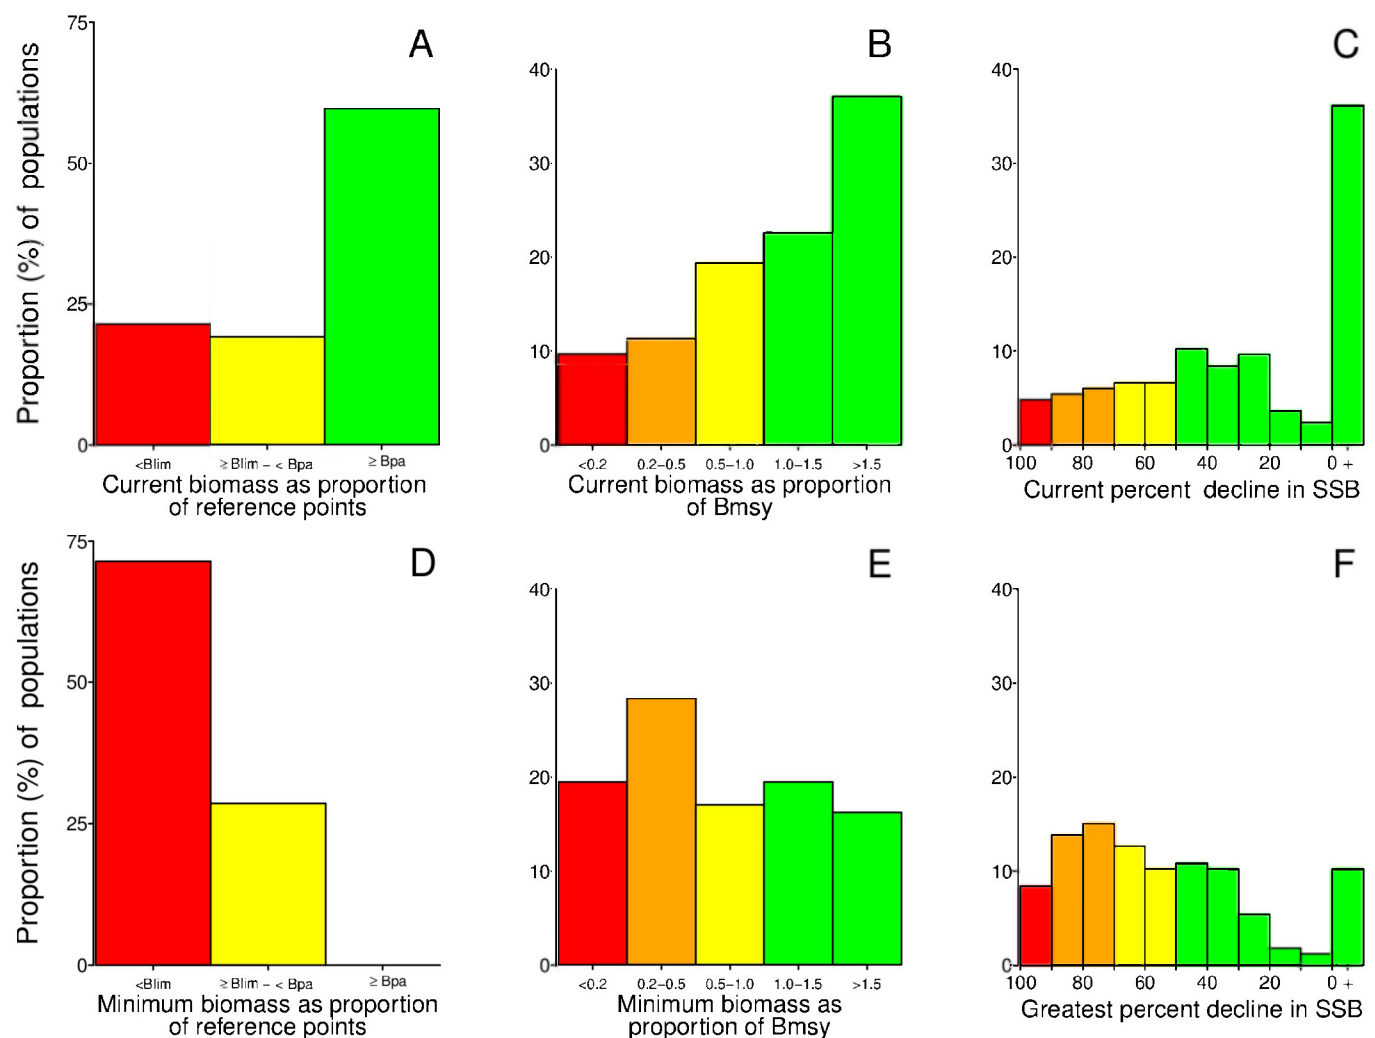 A
B
C
75
50
25
0
Proportion (%) of populations
<Blim
≥ Blim – < Bpa
≥ Bpa
Current biomass as proportion
of reference points
40
30
20
10
0
<0.2
0.2–0.5
0.5–1.0
1.0–1.5
>1.5
Current biomass as proportion
of Bmsy
40
30
20
10
0
100
80
60
40
20
0 +
Current percent decline in SSB
D
E
F
75
50
25
0
Proportion (%) of populations
<Blim
≥ Blim – < Bpa
≥ Bpa
Minimum biomass as proportion
of reference points
40
30
20
10
0
<0.2
0.2–0.5
0.5–1.0
1.0–1.5
>1.5
Minimum biomass as
proportion of Bmsy
40
30
20
10
0
100
80
60
40
20
0 +
Greatest percent decline in SSB